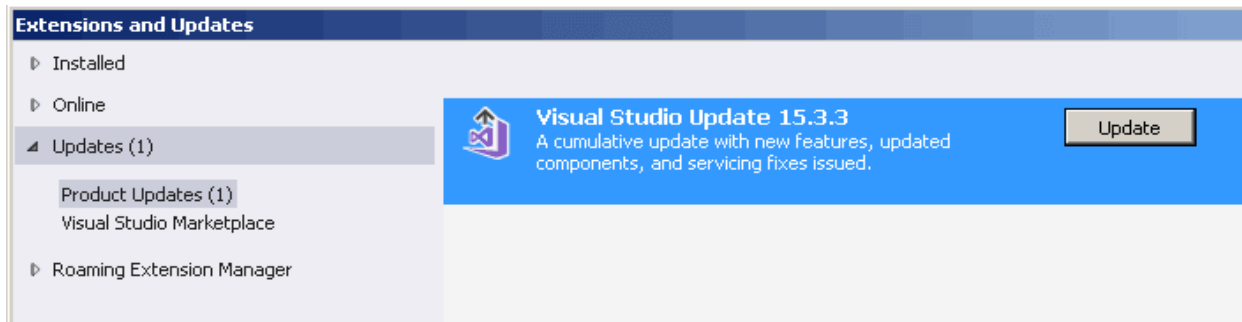 Extensions and Updates
Installed
Online
Updates (1)
Product Updates (1)
Visual Studio Marketplace
Roaming Extension Manager
Visual Studio Update 15.3.3
A cumulative update with new features, updated
components, and servicing fixes issued.
Update